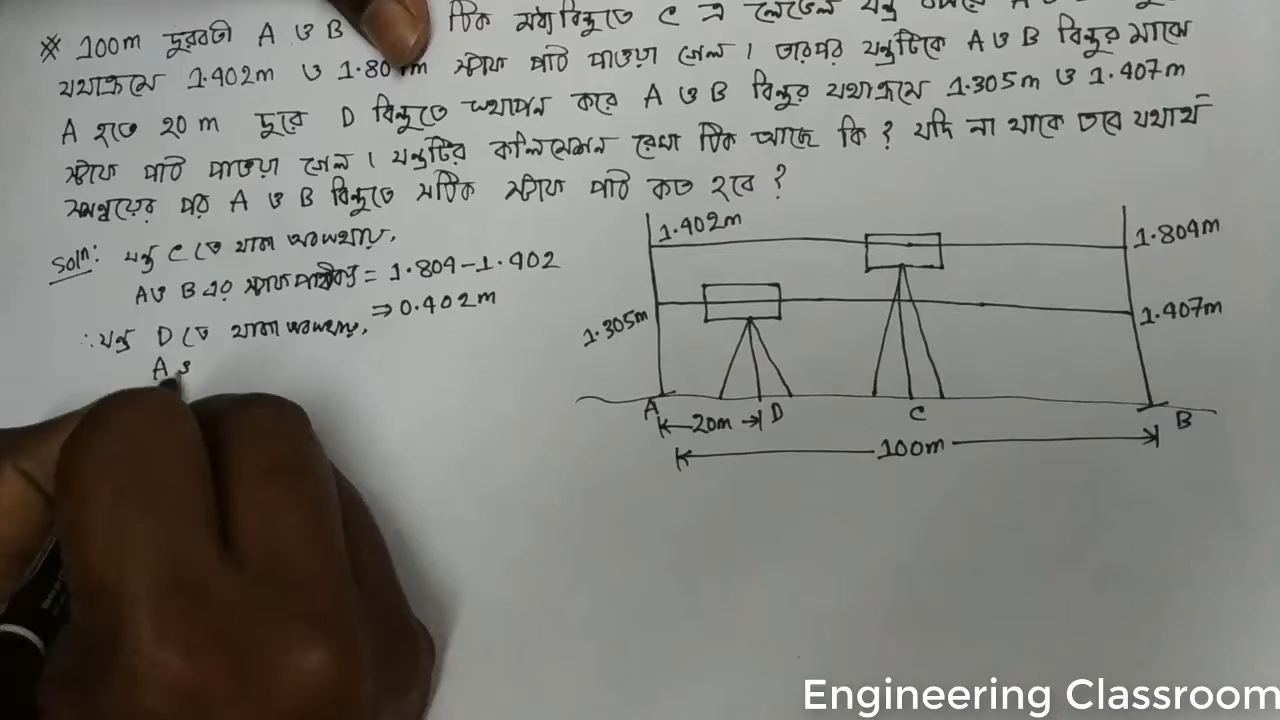 ※ 100m দূরবর্তী A ও B ঠিক মধ্যবিন্দুতে C এ লেভেল যন্ত্র
যথাক্রমে 1.402m ও 1.80 m স্টাফ পাঠ পাওয়া গেল। তারপর যন্ত্রটিকে A ও B বিন্দুর মাঝে
A হতে 20m দূরে D বিন্দুতে স্থাপন করে A ও B বিন্দুর যথাক্রমে 1.305m ও 1.407m
স্টাফ পাঠ পাওয়া গেল। যন্ত্রটির কলিমেশন রেখা ঠিক আছে কি? যদি না থাকে তবে যথার্থ
সমন্বয়ের পর A ও B বিন্দুতে সঠিক স্টাফ পাঠ কত হবে?
Soln: যন্ত্র C তে থাকা অবস্থায়,
A ও B এর স্টাফ = 1.804-1.402
⇒ 0.402m
∴ যন্ত্র D তে থাকা অবস্থায়,
A ও
1.402m
1.804m
1.305m
1.407m
A
20m
D
C
B
100m
Engineering Classroom